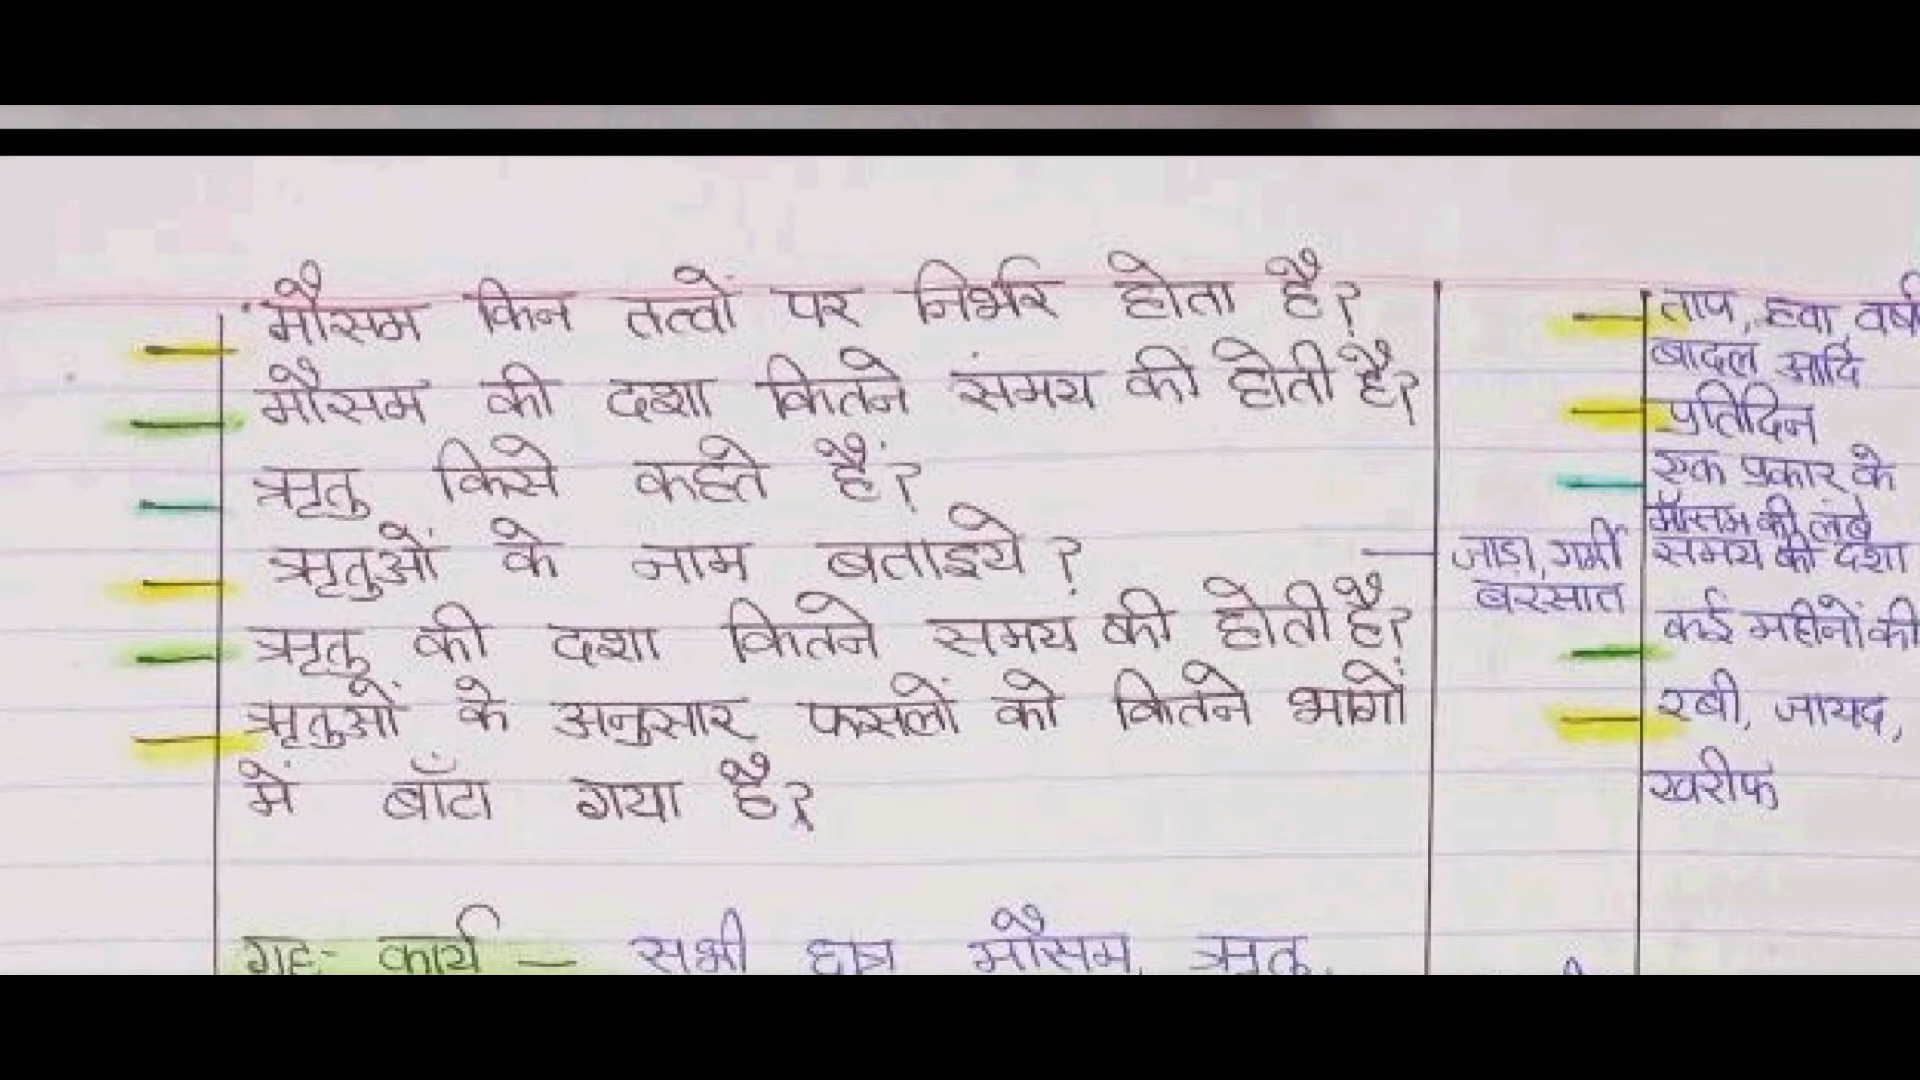 मौसम किन तत्वों पर निर्भर होता है?
मौसम की दशा कितने समय की होती है?
ऋतु किसे कहते हैं?
ऋतुओं के नाम बताइये?
ऋतु की दशा कितने समय की होती है?
ऋतुओं के अनुसार फसलों को कितने भागों
में बाँटा गया है?
गृह-कार्य — सभी छात्र मौसम, ऋतु,
जाड़ा, गर्मी
बरसात
ताप, हवा, वर्षा
बादल आदि
प्रतिदिन
एक प्रकार के
मौसम की लंबे
समय की दशा
कई महीनों की
रबी, जायद,
खरीफ